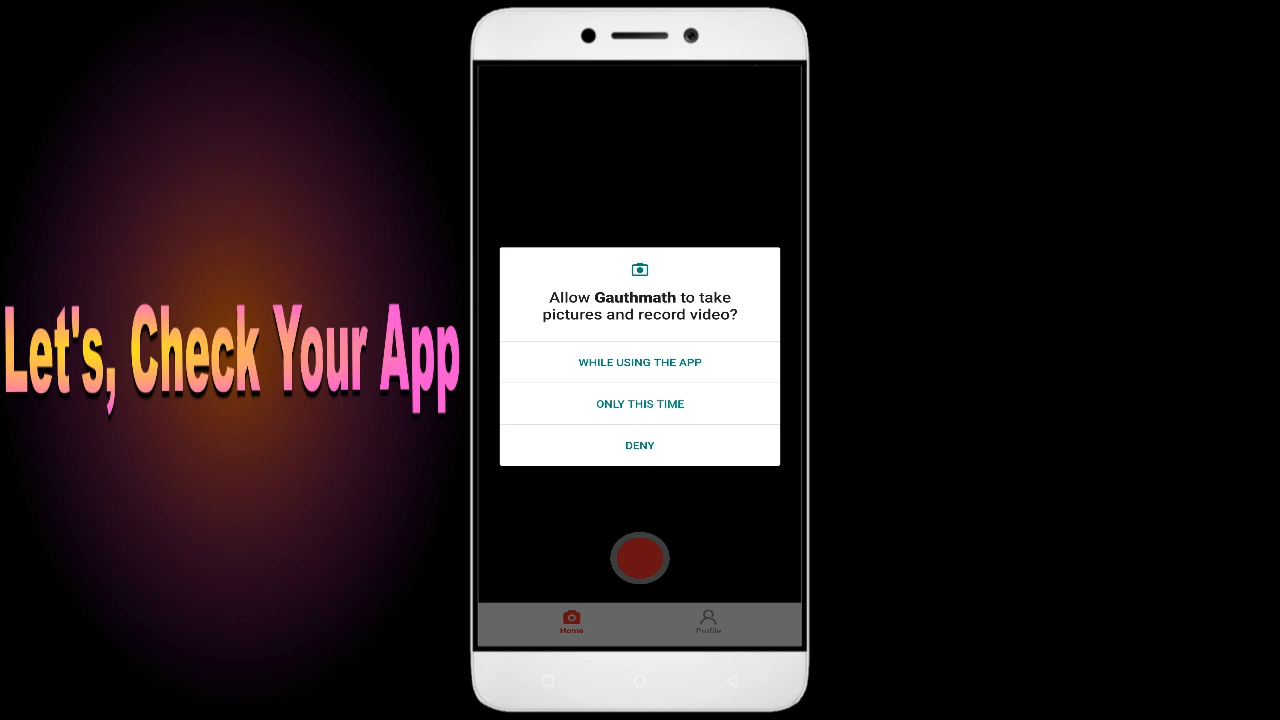 Let's, Check Your App
Allow Gauthmath to take
pictures and record video?
WHILE USING THE APP
ONLY THIS TIME
DENY
Home
Profile